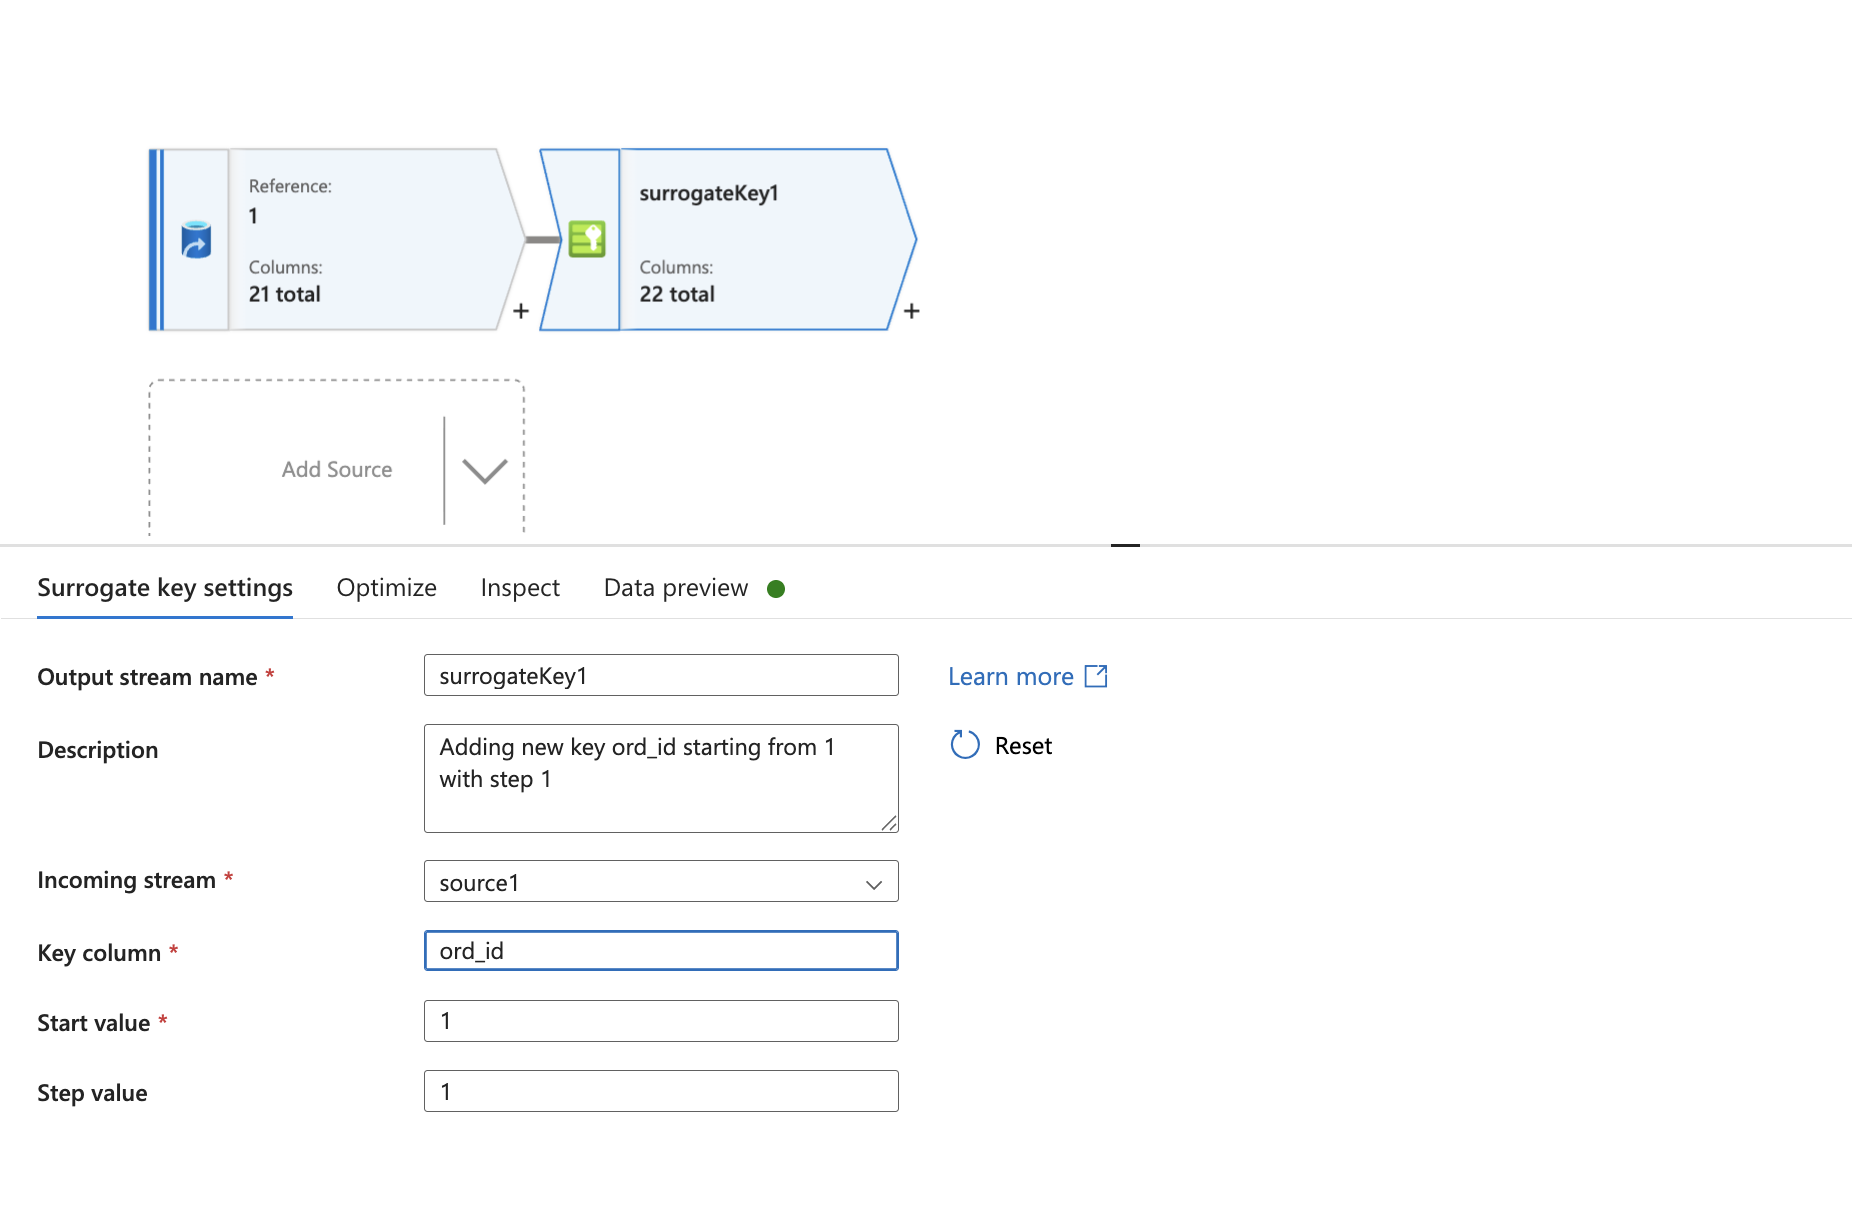 Reference:
1
Columns:
21 total
+
surrogateKey1
Columns:
22 total
+
Add Source
Surrogate key settings
Optimize
Inspect
Data preview
Output stream name *
surrogateKey1
Learn more
Description
Adding new key ord_id starting from 1
with step 1
Reset
Incoming stream *
source1
Key column *
ord_id
Start value *
1
Step value
1